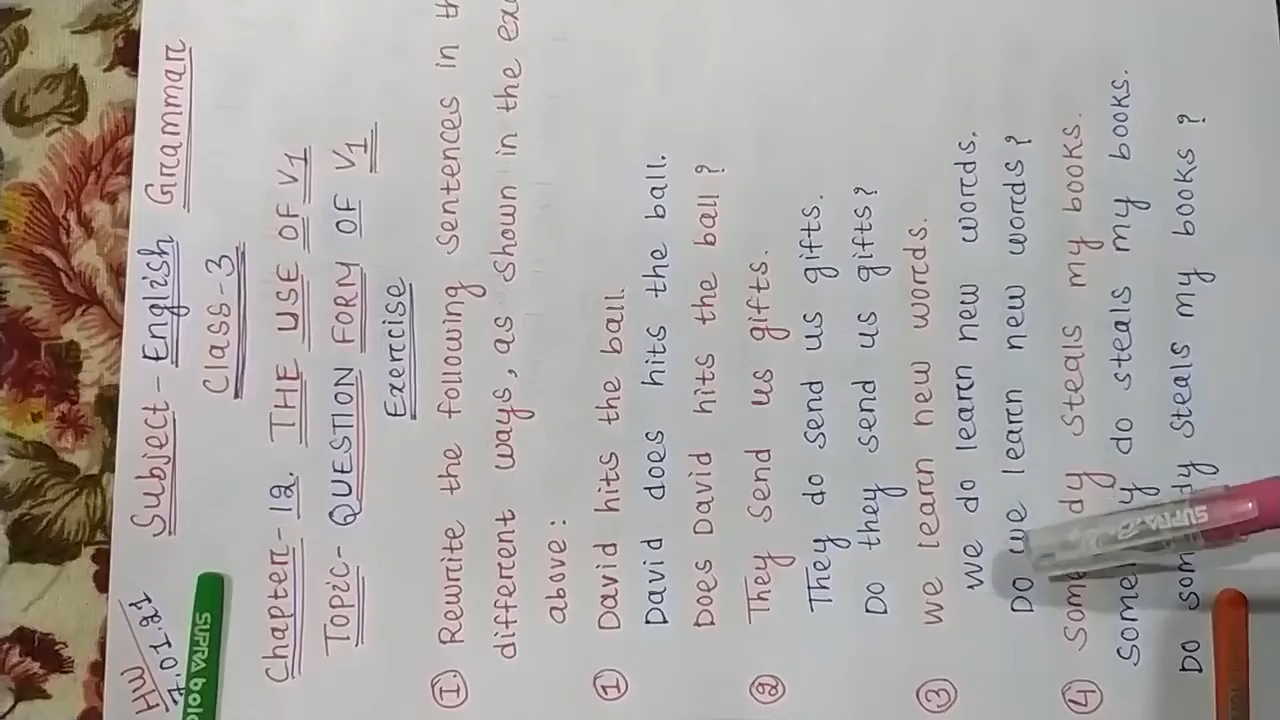 HW
7.01.21
Subject - English Grammar
Class-3
Chapter-12. THE USE OF V1
Topic- QUESTION FORM OF V1
Exercise
I. Rewrite the following sentences in
different ways, as shown in the
above:
1 David hits the ball.
David does hits the ball.
Does David hits the ball?
2 They send us gifts.
They do send us gifts.
Do they send us gifts?
3 we learn new words.
we do learn new words.
Do we learn new words?
4 steals my books.
do steals my books.
Do steals my books?
SUPRA
SUPRA